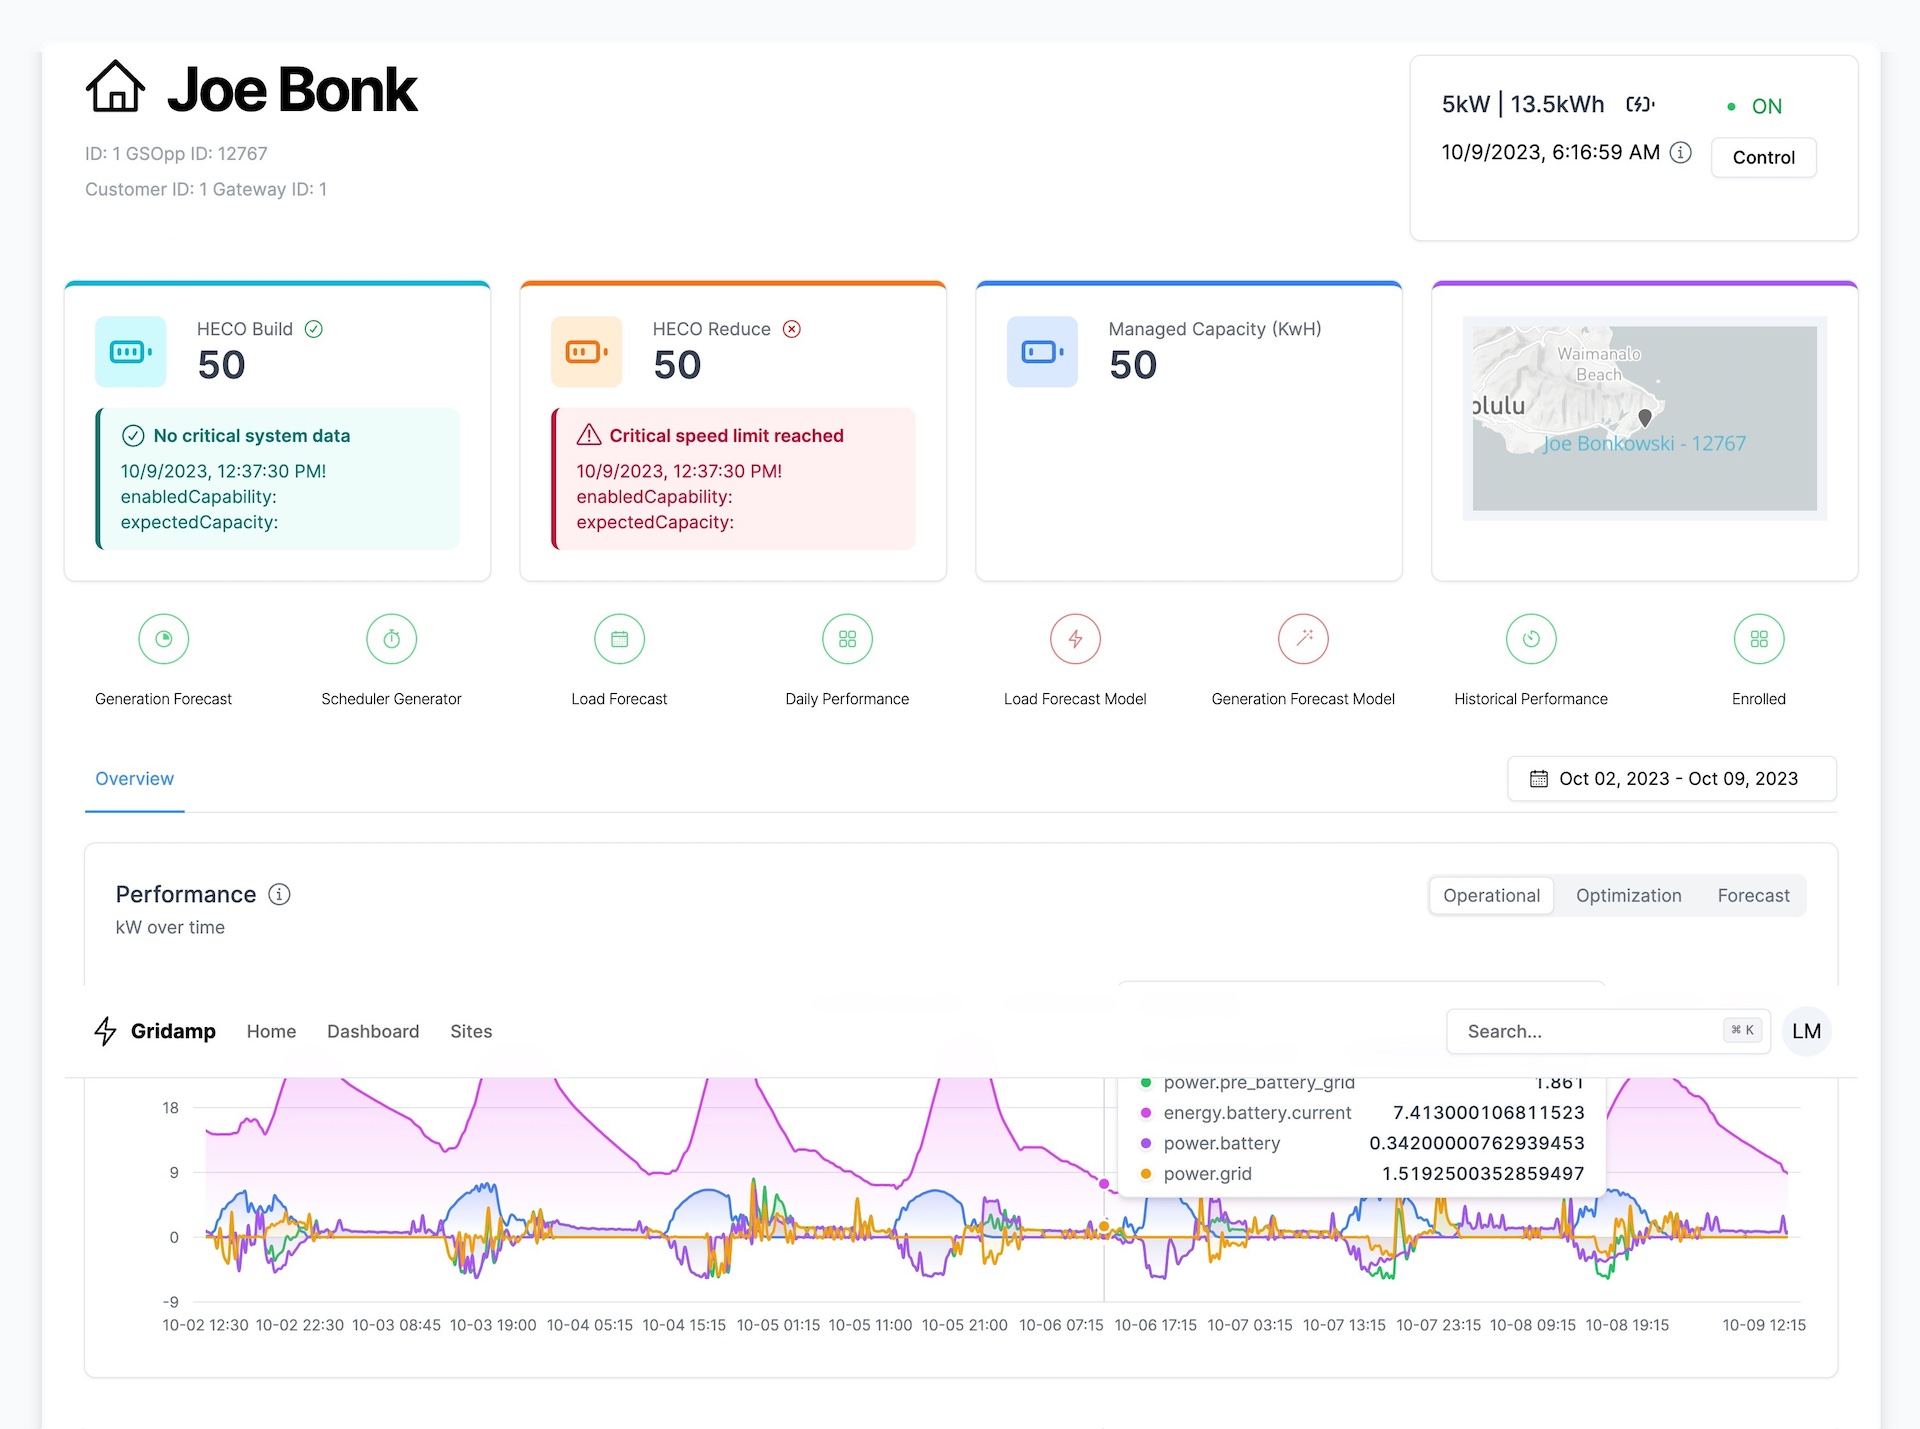 Joe Bonk
ID: 1 GSOpp ID: 12767
Customer ID: 1 Gateway ID: 1
5kW | 13.5kWh
ON
10/9/2023, 6:16:59 AM
Control
HECO Build
50
No critical system data
10/9/2023, 12:37:30 PM!
enabledCapability:
expectedCapacity:
HECO Reduce
50
Critical speed limit reached
10/9/2023, 12:37:30 PM!
enabledCapability:
expectedCapacity:
Managed Capacity (KwH)
50
Waimanalo
Beach
olulu
Joe Bonkowski - 12767
Generation Forecast
Scheduler Generator
Load Forecast
Daily Performance
Load Forecast Model
Generation Forecast Model
Historical Performance
Enrolled
Overview
Oct 02, 2023 - Oct 09, 2023
Performance
kW over time
Operational
Optimization
Forecast
Gridamp
Home
Dashboard
Sites
Search...
⌘ K
LM
power.pre_battery_grid 1.861
energy.battery.current 7.413000106811523
power.battery 0.34200000762939453
power.grid 1.5192500352859497
18
9
0
-9
10-02 12:30 10-02 22:30 10-03 08:45 10-03 19:00 10-04 05:15 10-04 15:15 10-05 01:15 10-05 11:00 10-05 21:00 10-06 07:15 10-06 17:15 10-07 03:15 10-07 13:15 10-07 23:15 10-08 09:15 10-08 19:15 10-09 12:15